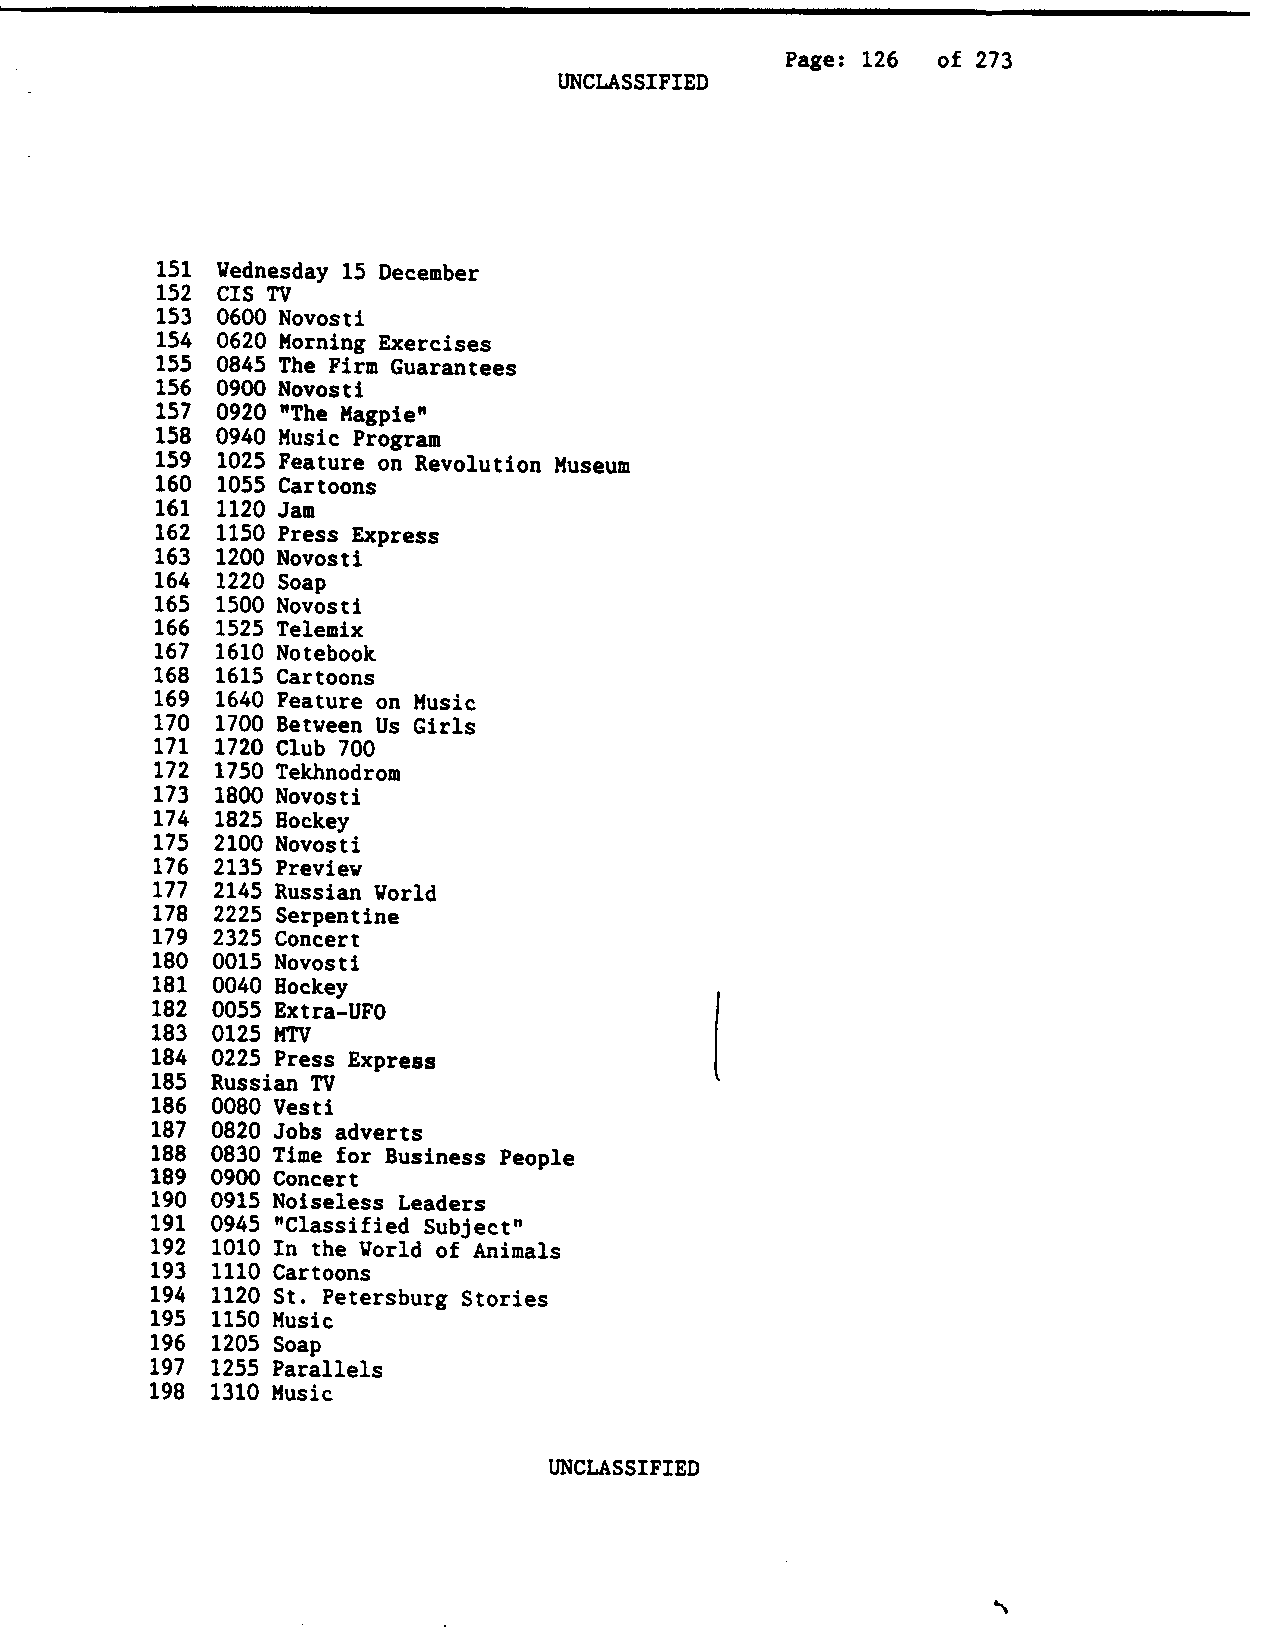 Page: 126 of 273
UNCLASSIFIED
151 Wednesday 15 December
152 CIS TV
153 0600 Novosti
154 0620 Morning Exercises
155 0845 The Firm Guarantees
156 0900 Novosti
157 0920 "The Magpie"
158 0940 Music Program
159 1025 Feature on Revolution Museum
160 1055 Cartoons
161 1120 Jam
162 1150 Press Express
163 1200 Novosti
164 1220 Soap
165 1500 Novosti
166 1525 Telemix
167 1610 Notebook
168 1615 Cartoons
169 1640 Feature on Music
170 1700 Between Us Girls
171 1720 Club 700
172 1750 Tekhnodrom
173 1800 Novosti
174 1825 Hockey
175 2100 Novosti
176 2135 Preview
177 2145 Russian World
178 2225 Serpentine
179 2325 Concert
180 0015 Novosti
181 0040 Hockey
182 0055 Extra-UFO
183 0125 MTV
184 0225 Press Express
185 Russian TV
186 0080 Vesti
187 0820 Jobs adverts
188 0830 Time for Business People
189 0900 Concert
190 0915 Noiseless Leaders
191 0945 "Classified Subject"
192 1010 In the World of Animals
193 1110 Cartoons
194 1120 St. Petersburg Stories
195 1150 Music
196 1205 Soap
197 1255 Parallels
198 1310 Music
UNCLASSIFIED